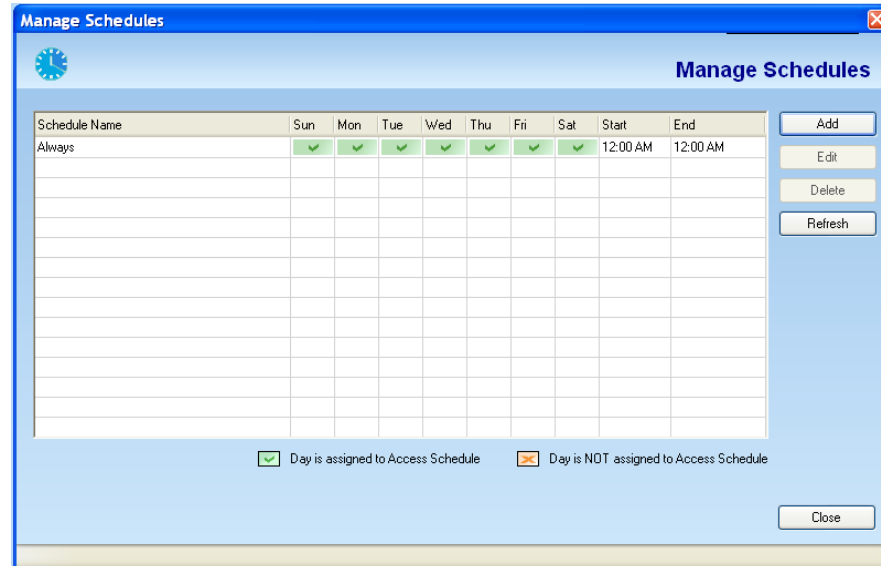 Manage Schedules
Manage Schedules
Schedule Name Sun Mon Tue Wed Thu Fri Sat Start End
Always 12:00 AM 12:00 AM
Add
Edit
Delete
Refresh
Day is assigned to Access Schedule Day is NOT assigned to Access Schedule
Close